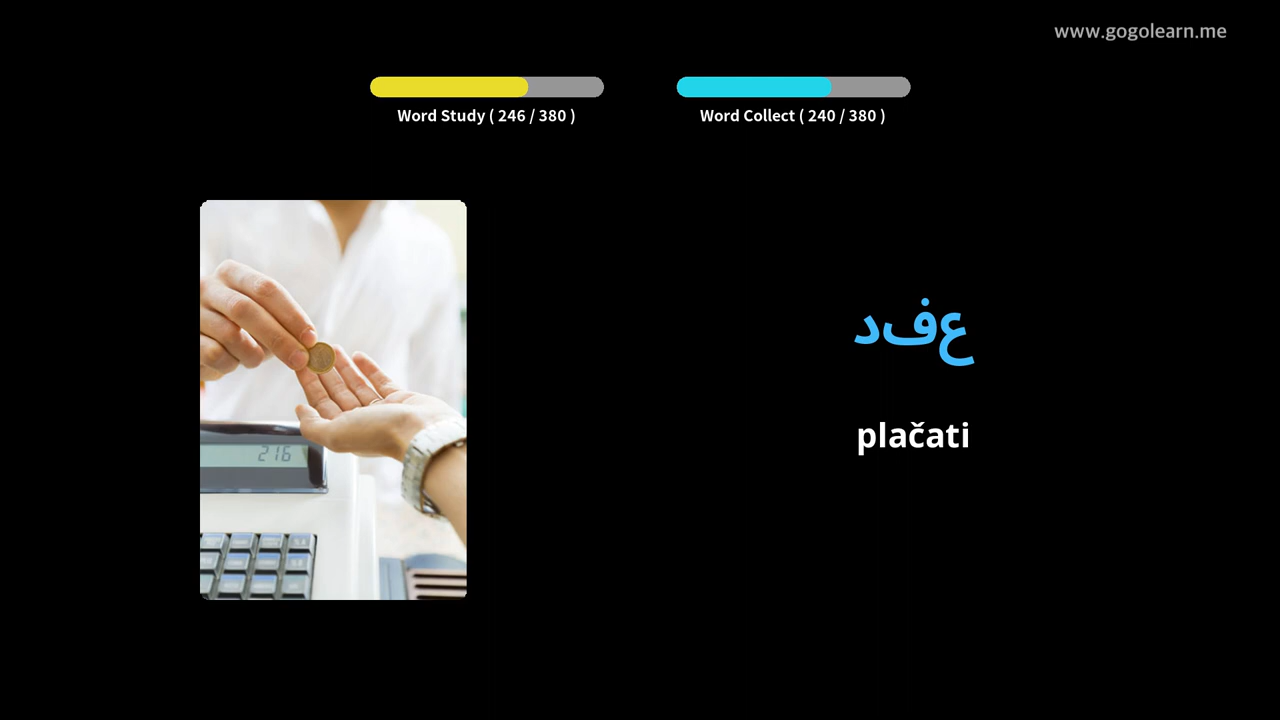 www.gogolearn.me
Word Study ( 246 / 380 )
Word Collect ( 240 / 380 )
دفع
plačati
216